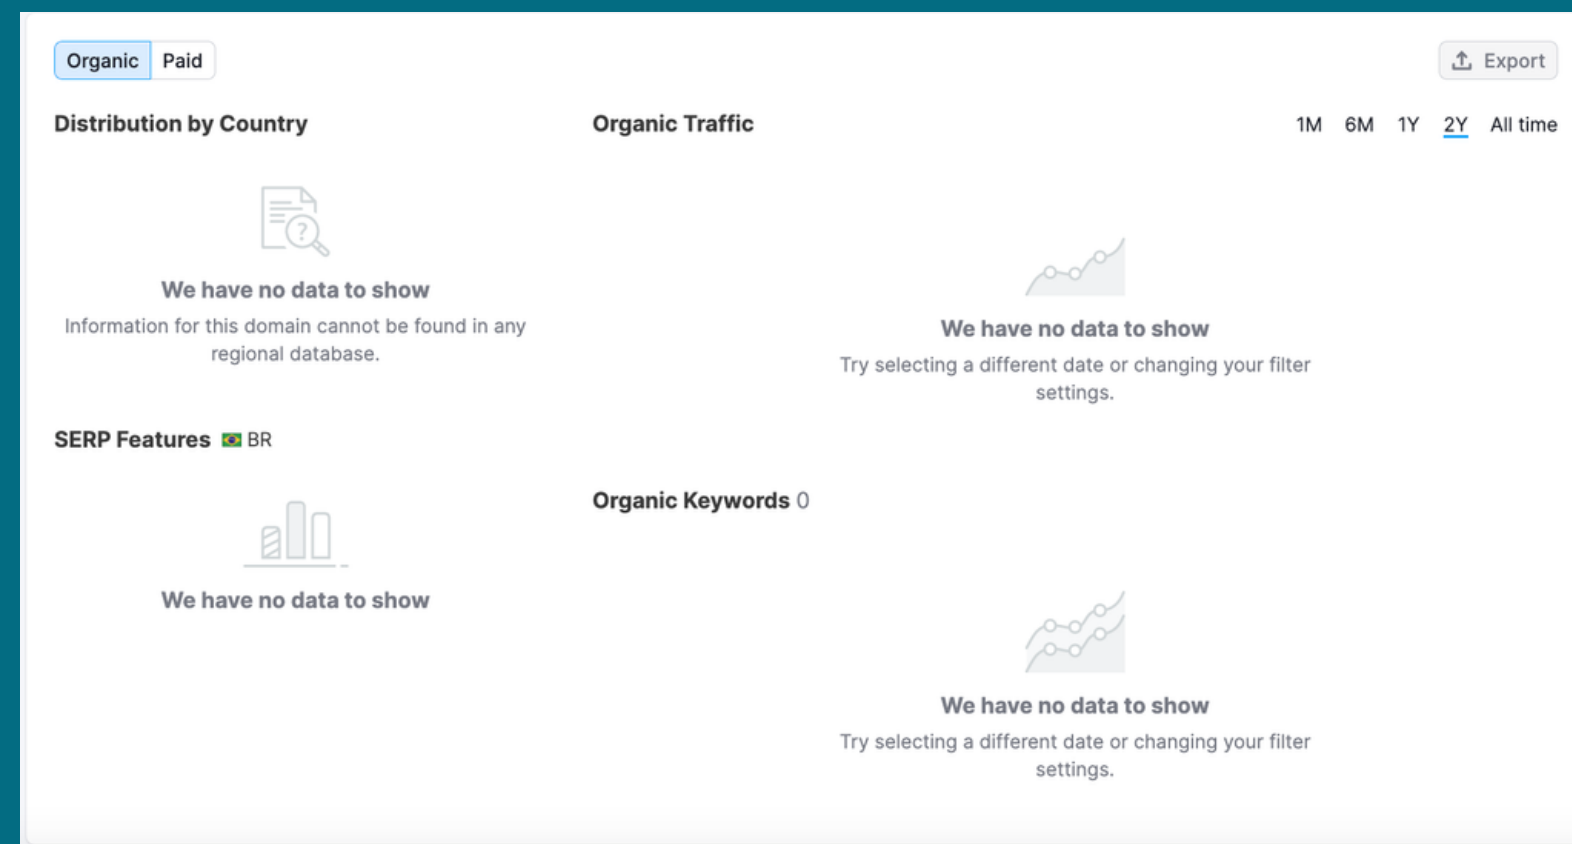 Organic Paid
Export
Distribution by Country
We have no data to show
Information for this domain cannot be found in any
regional database.
SERP Features BR
We have no data to show
Organic Traffic
1M 6M 1Y 2Y All time
We have no data to show
Try selecting a different date or changing your filter
settings.
Organic Keywords 0
We have no data to show
Try selecting a different date or changing your filter
settings.